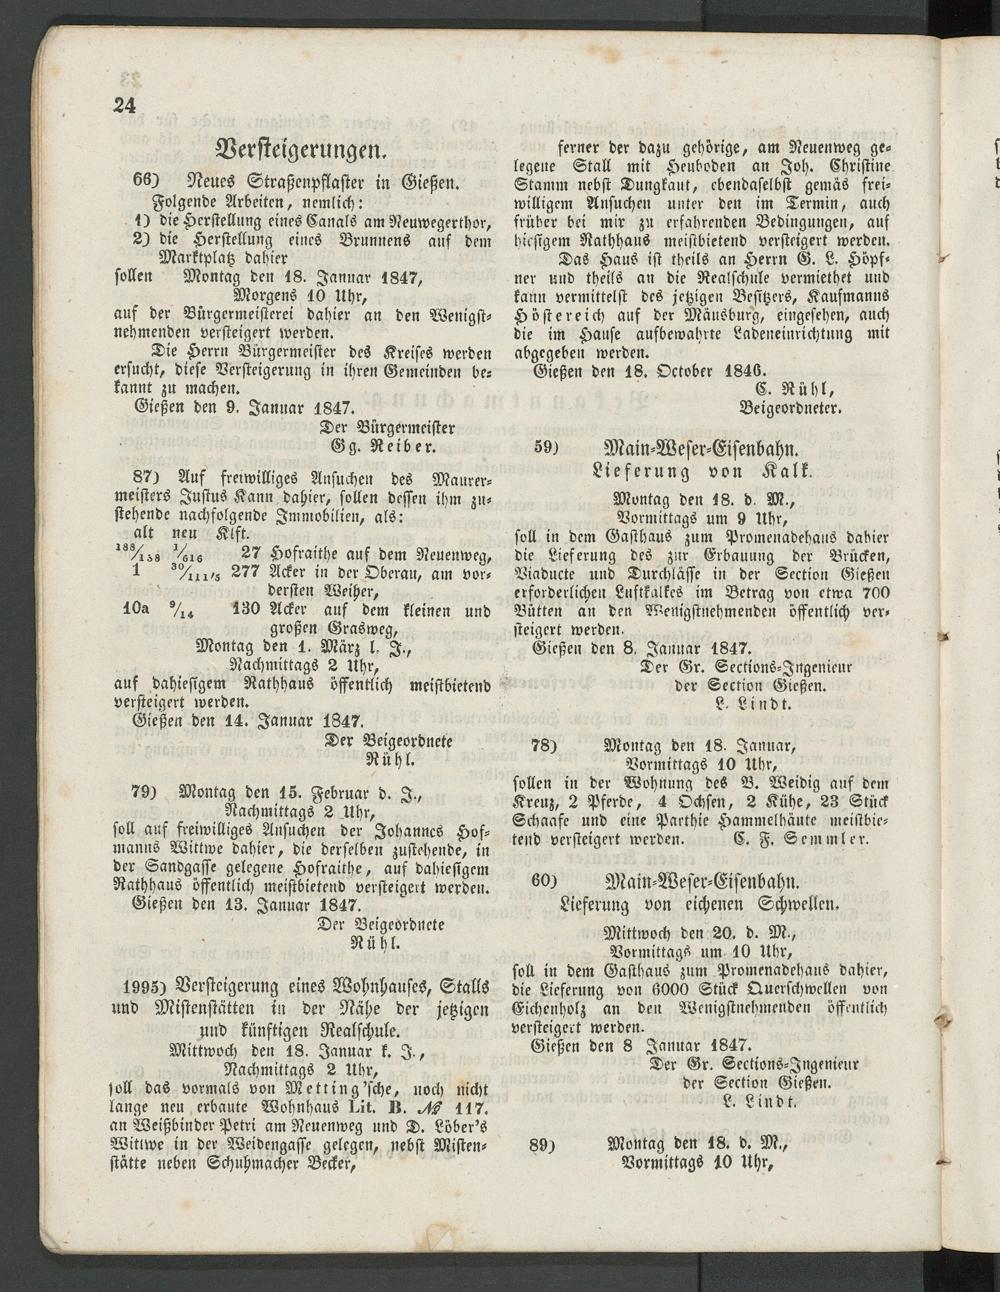 24
Versteigerungen.
66) Neues Straßenpflaster in Gießen.
Folgende Arbeiten, nemlich:
1) die Herstellung eines Canals am Neuwegerthor,
2) die Herstellung eines Brunnens auf dem
Marktplatz dahier
sollen Montag den 18. Januar 1847,
Morgens 10 Uhr,
auf der Bürgermeisterei dahier an den Wenigst-
nehmenden versteigert werden.
Die Herrn Bürgermeister des Kreises werden
ersucht, diese Versteigerung in ihren Gemeinden be-
kannt zu machen.
Gießen den 9. Januar 1847.
Der Bürgermeister
Gg. Reiber.
87) Auf freiwilliges Ansuchen des Maurer-
meisters Justus Kann dahier, sollen dessen ihm zu-
stehende nachfolgende Immobilien, als:
alt neu Klft.
188/158 1/616 27 Hofraithe auf dem Neuenweg,
1 30/111,5 277 Acker in der Oberau, am vor-
dersten Weiher,
10a 9/14 130 Acker auf dem kleinen und
großen Grasweg,
Montag den 1. März l. J.,
Nachmittags 2 Uhr,
auf dahiesigem Rathhaus öffentlich meistbietend
versteigert werden.
Gießen den 14. Januar 1847.
Der Beigeordnete
Rühl.
79) Montag den 15. Februar d. J.,
Nachmittags 2 Uhr,
soll auf freiwilliges Ansuchen der Johannes Hof-
manns Wittwe dahier, die derselben zustehende, in
der Sandgasse gelegene Hofraithe, auf dahiesigem
Rathhaus öffentlich meistbietend versteigert werden.
Gießen den 13. Januar 1847.
Der Beigeordnete
Rühl.
1995) Versteigerung eines Wohnhauses, Stalls
und Mistenstätten in der Nähe der jetzigen
und künftigen Realschule.
Mittwoch den 18. Januar k. J.,
Nachmittags 2 Uhr,
soll das vormals von Metting'sche, noch nicht
lange neu erbaute Wohnhaus Lit. B. № 117.
an Weißbinder Petri am Neuenweg und D. Löber's
Wittwe in der Weidengasse gelegen, nebst Misten-
stätte neben Schuhmacher Becker,
ferner der dazu gehörige, am Neuenweg ge-
legene Stall mit Heuboden an Joh. Christine
Stamm nebst Dungkaut, ebendaselbst gemäs frei-
willigem Ansuchen unter den im Termin, auch
früher bei mir zu erfahrenden Bedingungen, auf
hiesigem Rathhaus meistbietend versteigert werden.
Das Haus ist theils an Herrn G. L. Höpf-
ner und theils an die Realschule vermiethet und
kann vermittelst des jetzigen Besitzers, Kaufmanns
Höstereich auf der Mäusburg, eingesehen, auch
die im Hause aufbewahrte Ladeneinrichtung mit
abgegeben werden.
Gießen den 18. October 1846.
C. Rühl,
Beigeordneter.
59) Main-Weser-Eisenbahn.
Lieferung von Kalk.
Montag den 18. d. M.,
Vormittags um 9 Uhr,
soll in dem Gasthaus zum Promenadehaus dahier
die Lieferung des zur Erbauung der Brücken,
Viaducte und Durchlässe in der Section Gießen
erforderlichen Luftkalkes im Betrag von etwa 700
Bütten an den Wenigstnehmenden öffentlich ver-
steigert werden.
Gießen den 8. Januar 1847.
Der Gr. Sections-Ingenieur
der Section Gießen.
L. Lindt.
78) Montag den 18. Januar,
Vormittags 10 Uhr,
sollen in der Wohnung des B. Weidig auf dem
Kreuz, 2 Pferde, 4 Ochsen, 2 Kühe, 23 Stück
Schaafe und eine Parthie Hammelhäute meistbie-
tend versteigert werden. C. F. Semmler.
60) Main-Weser-Eisenbahn.
Lieferung von eichenen Schwellen.
Mittwoch den 20. d. M.,
Vormittags um 10 Uhr,
soll in dem Gasthaus zum Promenadehaus dahier,
die Lieferung von 6000 Stück Querschwellen von
Eichenholz an den Wenigstnehmenden öffentlich
versteigert werden.
Gießen den 8 Januar 1847.
Der Gr. Sections-Ingenieur
der Section Gießen.
L. Lindt.
89) Montag den 18. d. M.,
Vormittags 10 Uhr,